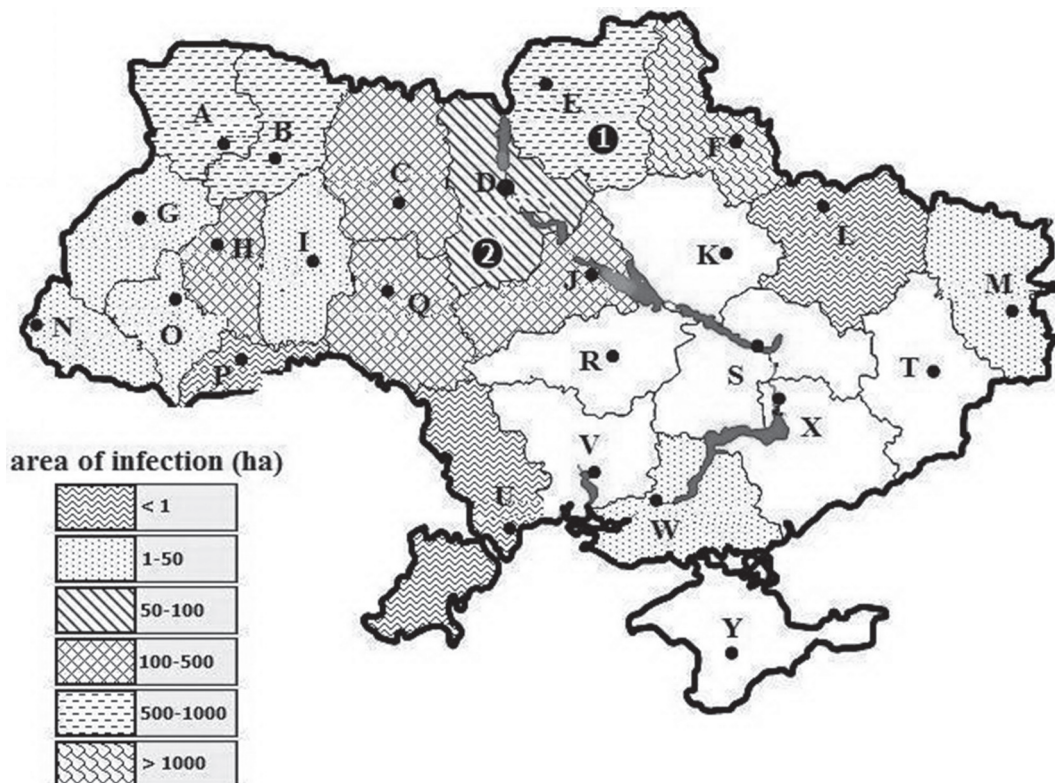 A
B
C
D
E
1
F
G
H
I
Q
2
J
K
L
M
N
O
P
R
S
T
X
V
U
W
Y
area of infection (ha)
< 1
1-50
50-100
100-500
500-1000
> 1000